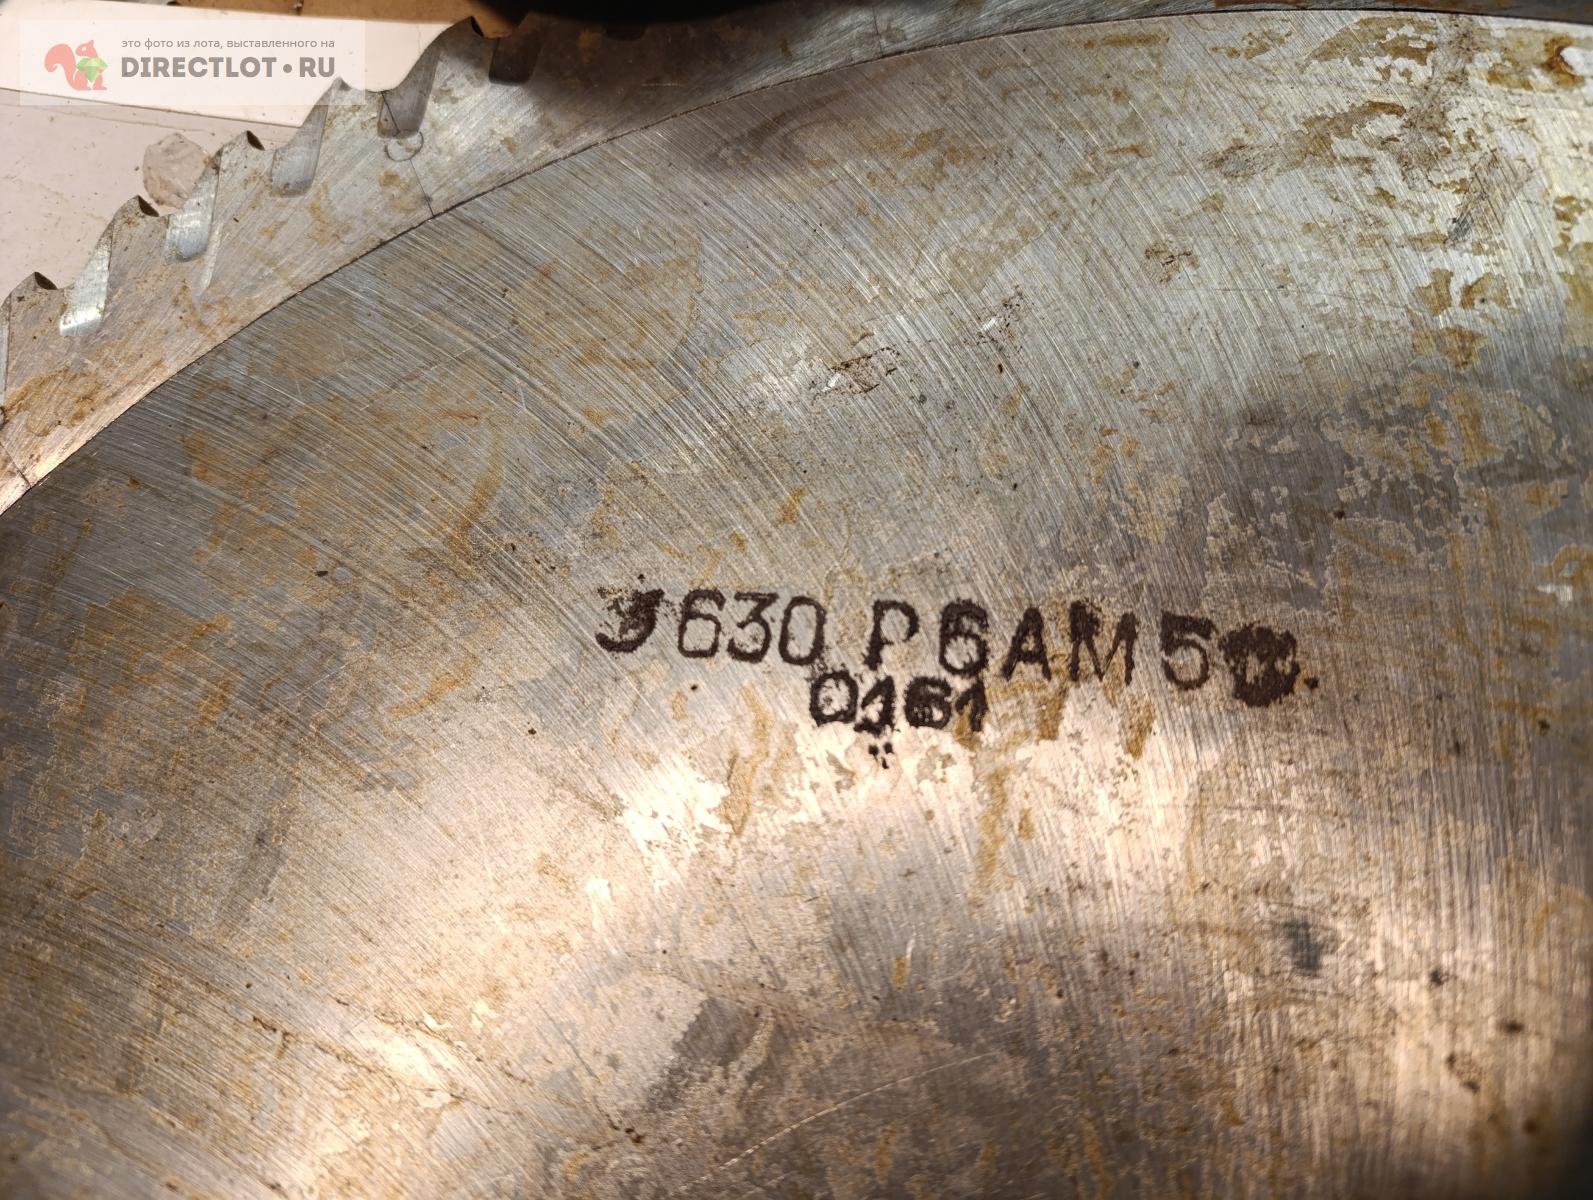 это фото из лота, выставленного на
DIRECTLOT•RU
630 Р6АМ5
0161